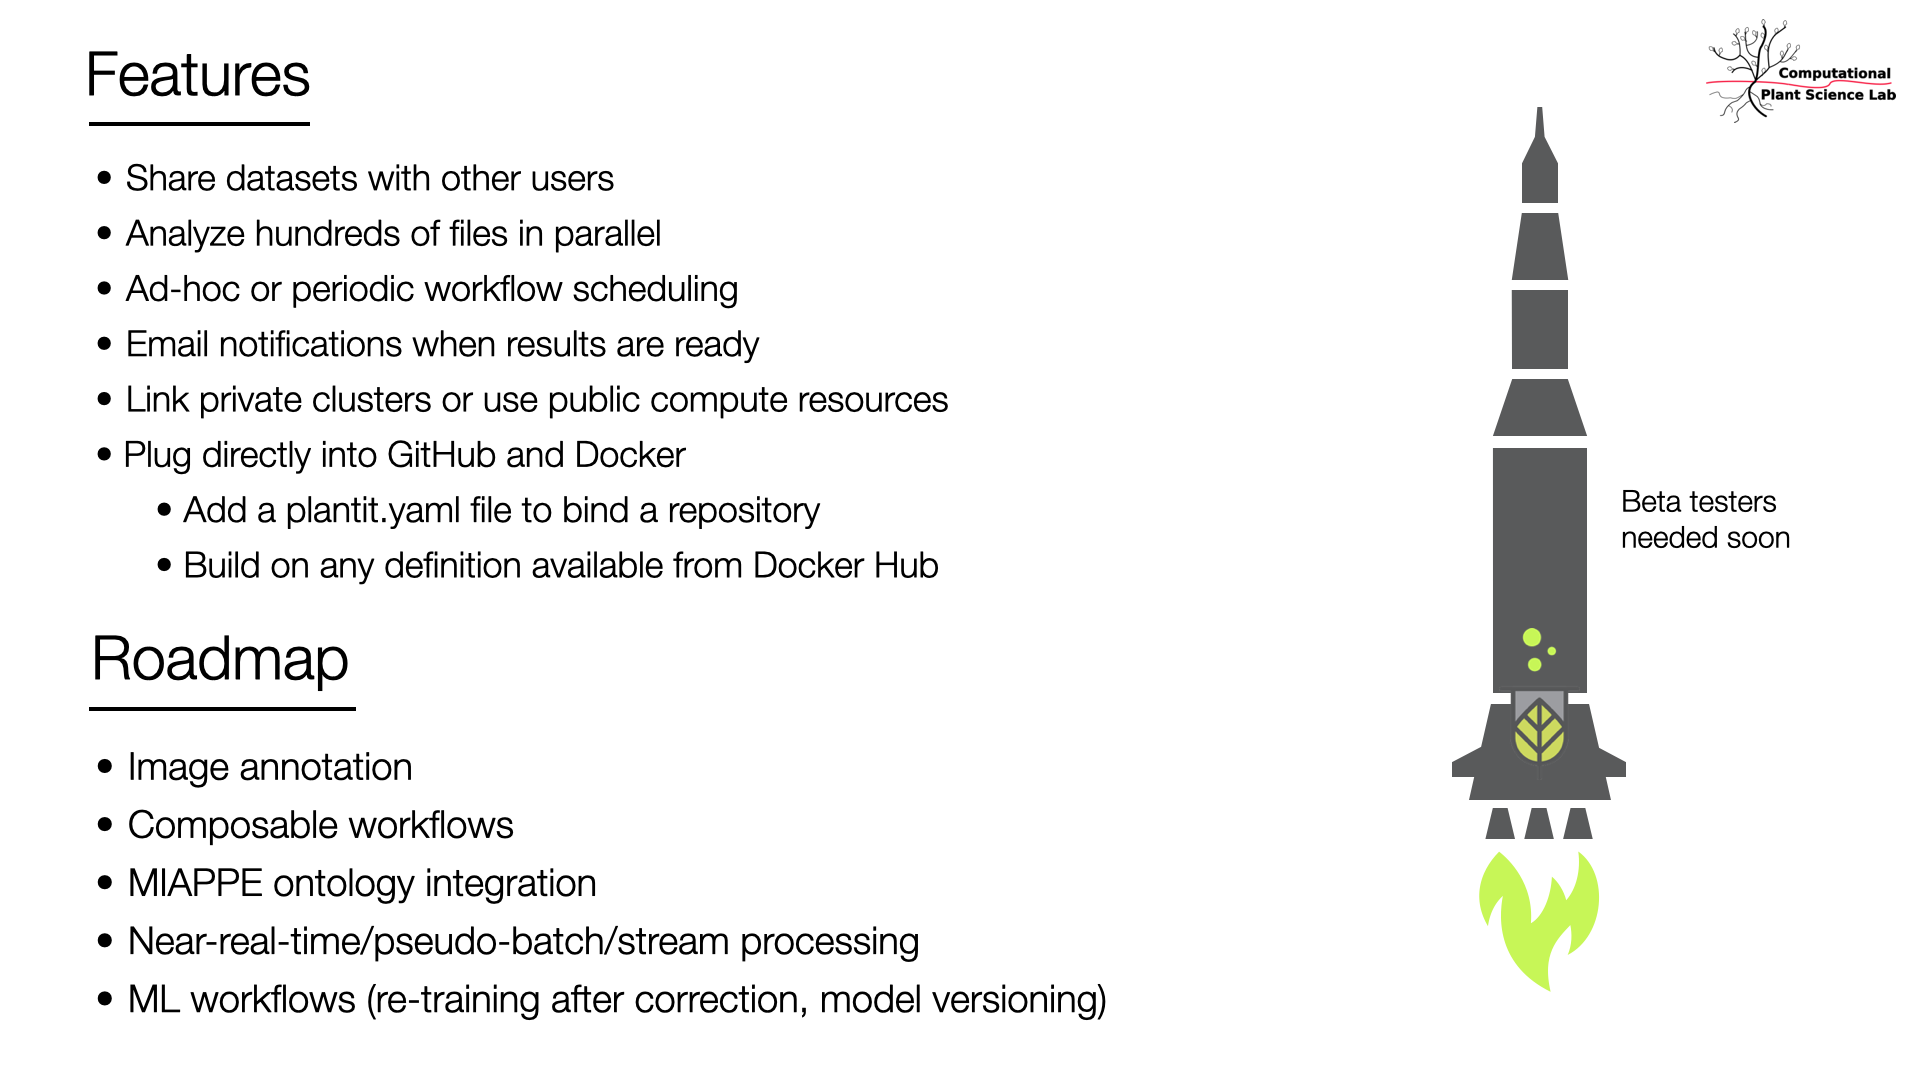 Features
• Share datasets with other users
• Analyze hundreds of files in parallel
• Ad-hoc or periodic workflow scheduling
• Email notifications when results are ready
• Link private clusters or use public compute resources
• Plug directly into GitHub and Docker
• Add a plantit.yaml file to bind a repository
• Build on any definition available from Docker Hub
Roadmap
• Image annotation
• Composable workflows
• MIAPPE ontology integration
• Near-real-time/pseudo-batch/stream processing
• ML workflows (re-training after correction, model versioning)
Computational
Plant Science Lab
Beta testers
needed soon